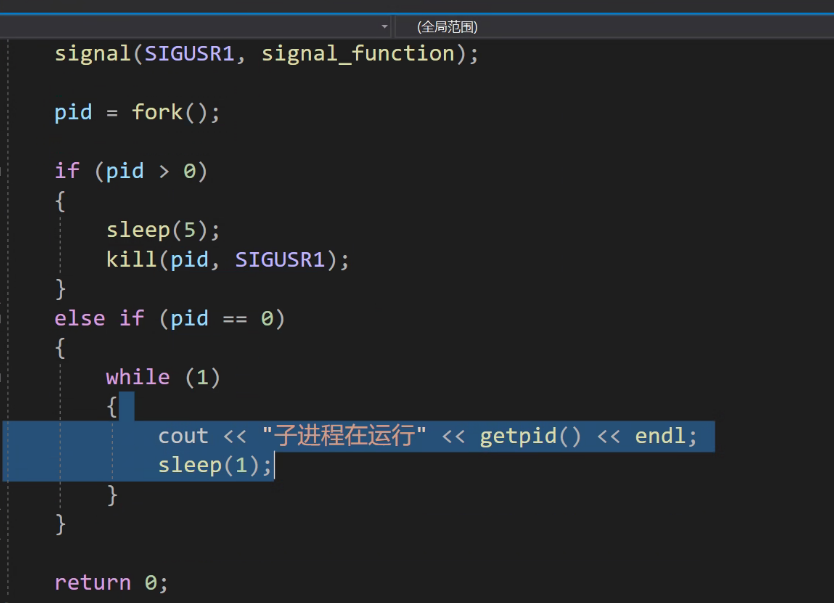 (全局范围)
signal(SIGUSR1, signal_function);
pid = fork();
if (pid > 0)
{
sleep(5);
kill(pid, SIGUSR1);
}
else if (pid == 0)
{
while (1)
{
cout << "子进程在运行" << getpid() << endl;
sleep(1);
}
}
return 0;